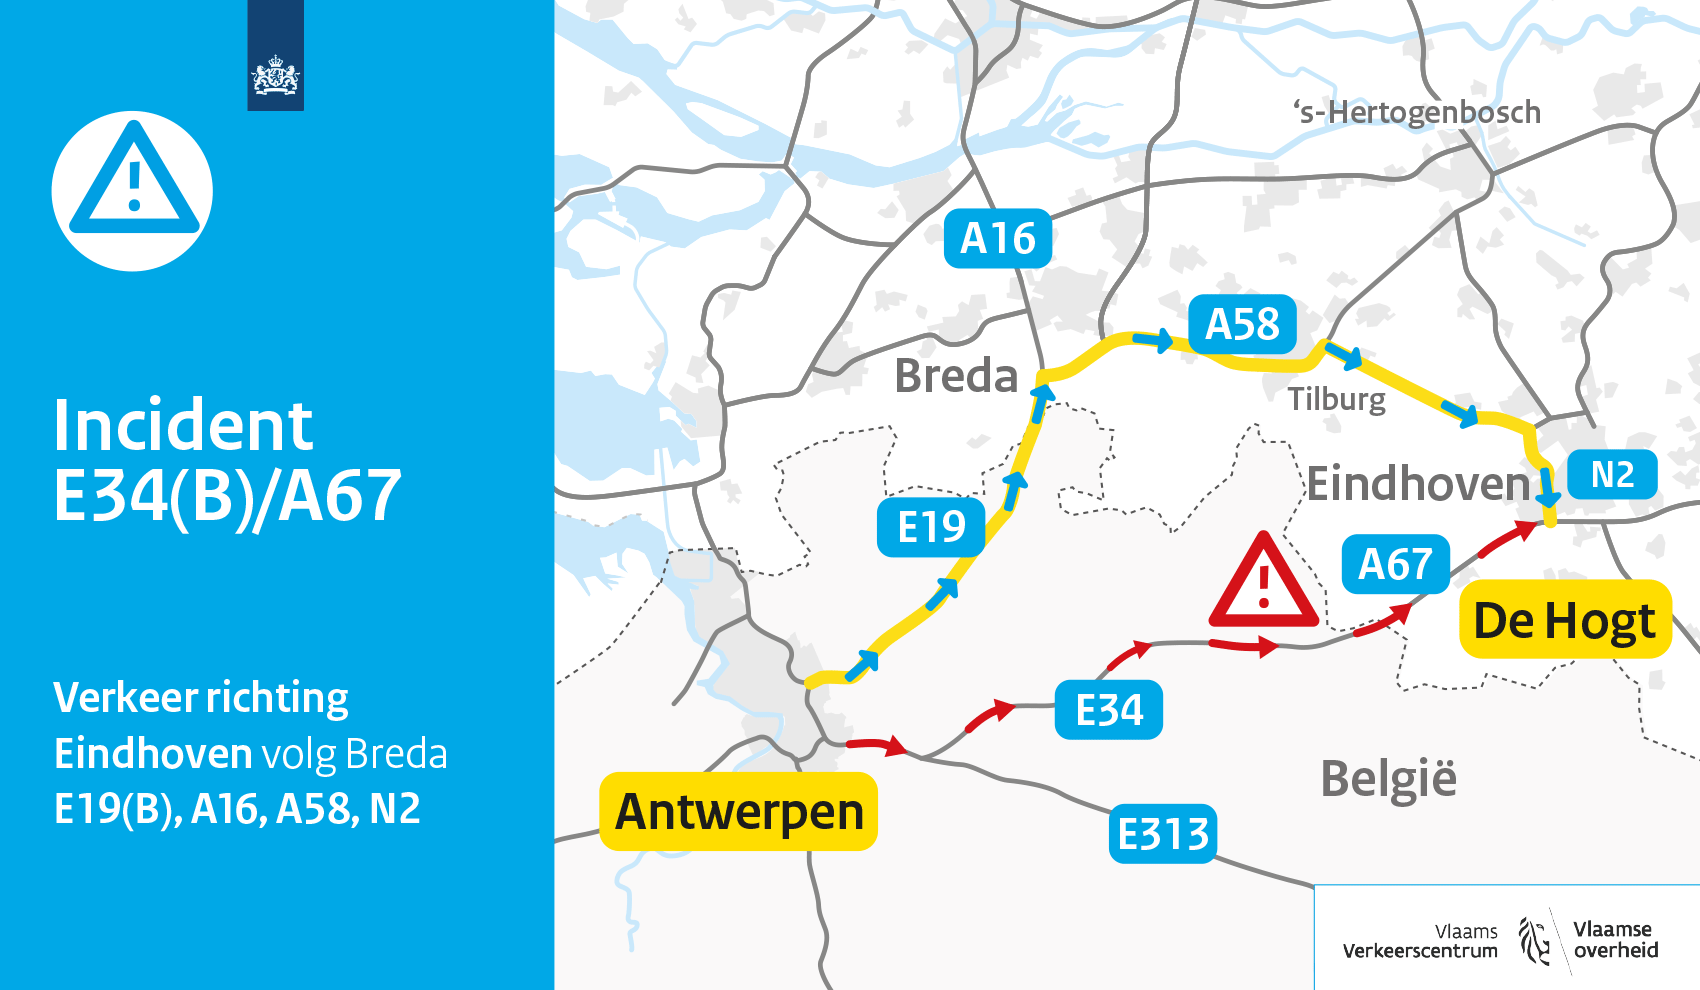 Incident
E34(B)/A67
Verkeer richting
Eindhoven volg Breda
E19(B), A16, A58, N2
's-Hertogenbosch
A16
A58
Breda
Tilburg
Eindhoven
N2
E19
A67
De Hogt
E34
België
Antwerpen
E313
Vlaams
Verkeerscentrum
Vlaamse
overheid